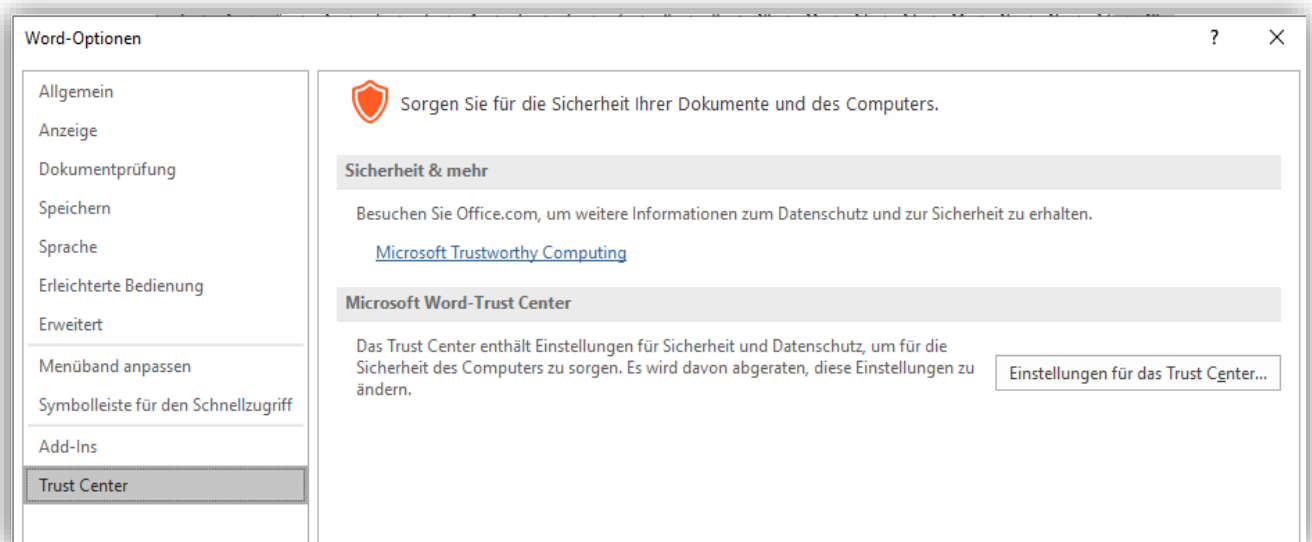 Word-Optionen
?
Allgemein
Anzeige
Dokumentprüfung
Speichern
Sprache
Erleichterte Bedienung
Erweitert
Menüband anpassen
Symbolleiste für den Schnellzugriff
Add-Ins
Trust Center
Sorgen Sie für die Sicherheit Ihrer Dokumente und des Computers.
Sicherheit & mehr
Besuchen Sie Office.com, um weitere Informationen zum Datenschutz und zur Sicherheit zu erhalten.
Microsoft Trustworthy Computing
Microsoft Word-Trust Center
Das Trust Center enthält Einstellungen für Sicherheit und Datenschutz, um für die
Sicherheit des Computers zu sorgen. Es wird davon abgeraten, diese Einstellungen zu
ändern.
Einstellungen für das Trust Center...